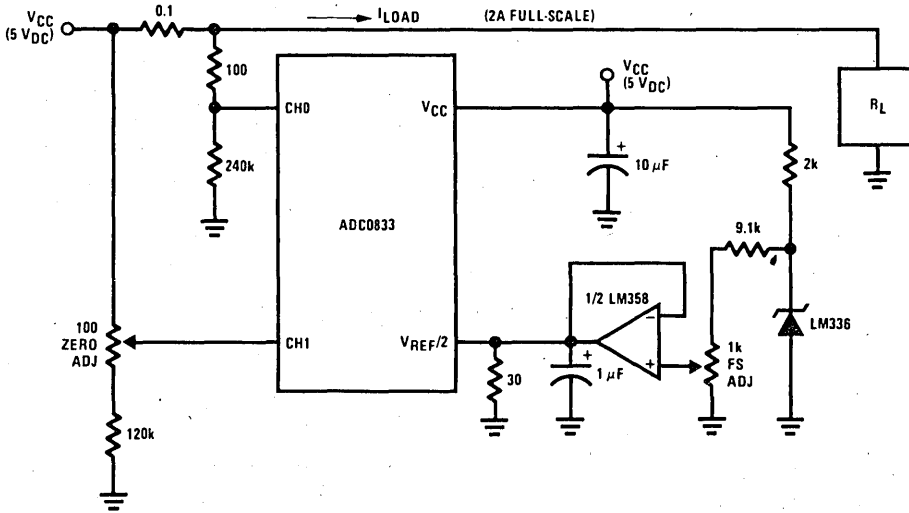 VCC
(5 VDC)
0.1
ILOAD
(2A FULL-SCALE)
100
CH0
240k
ADC0833
VCC
VCC
(5 VDC)
+
10 μF
RL
2k
9.1k
1/2 LM358
−
+
LM336
100
ZERO
ADJ
CH1
VREF/2
30
+
1 μF
1k
FS
ADJ
120k